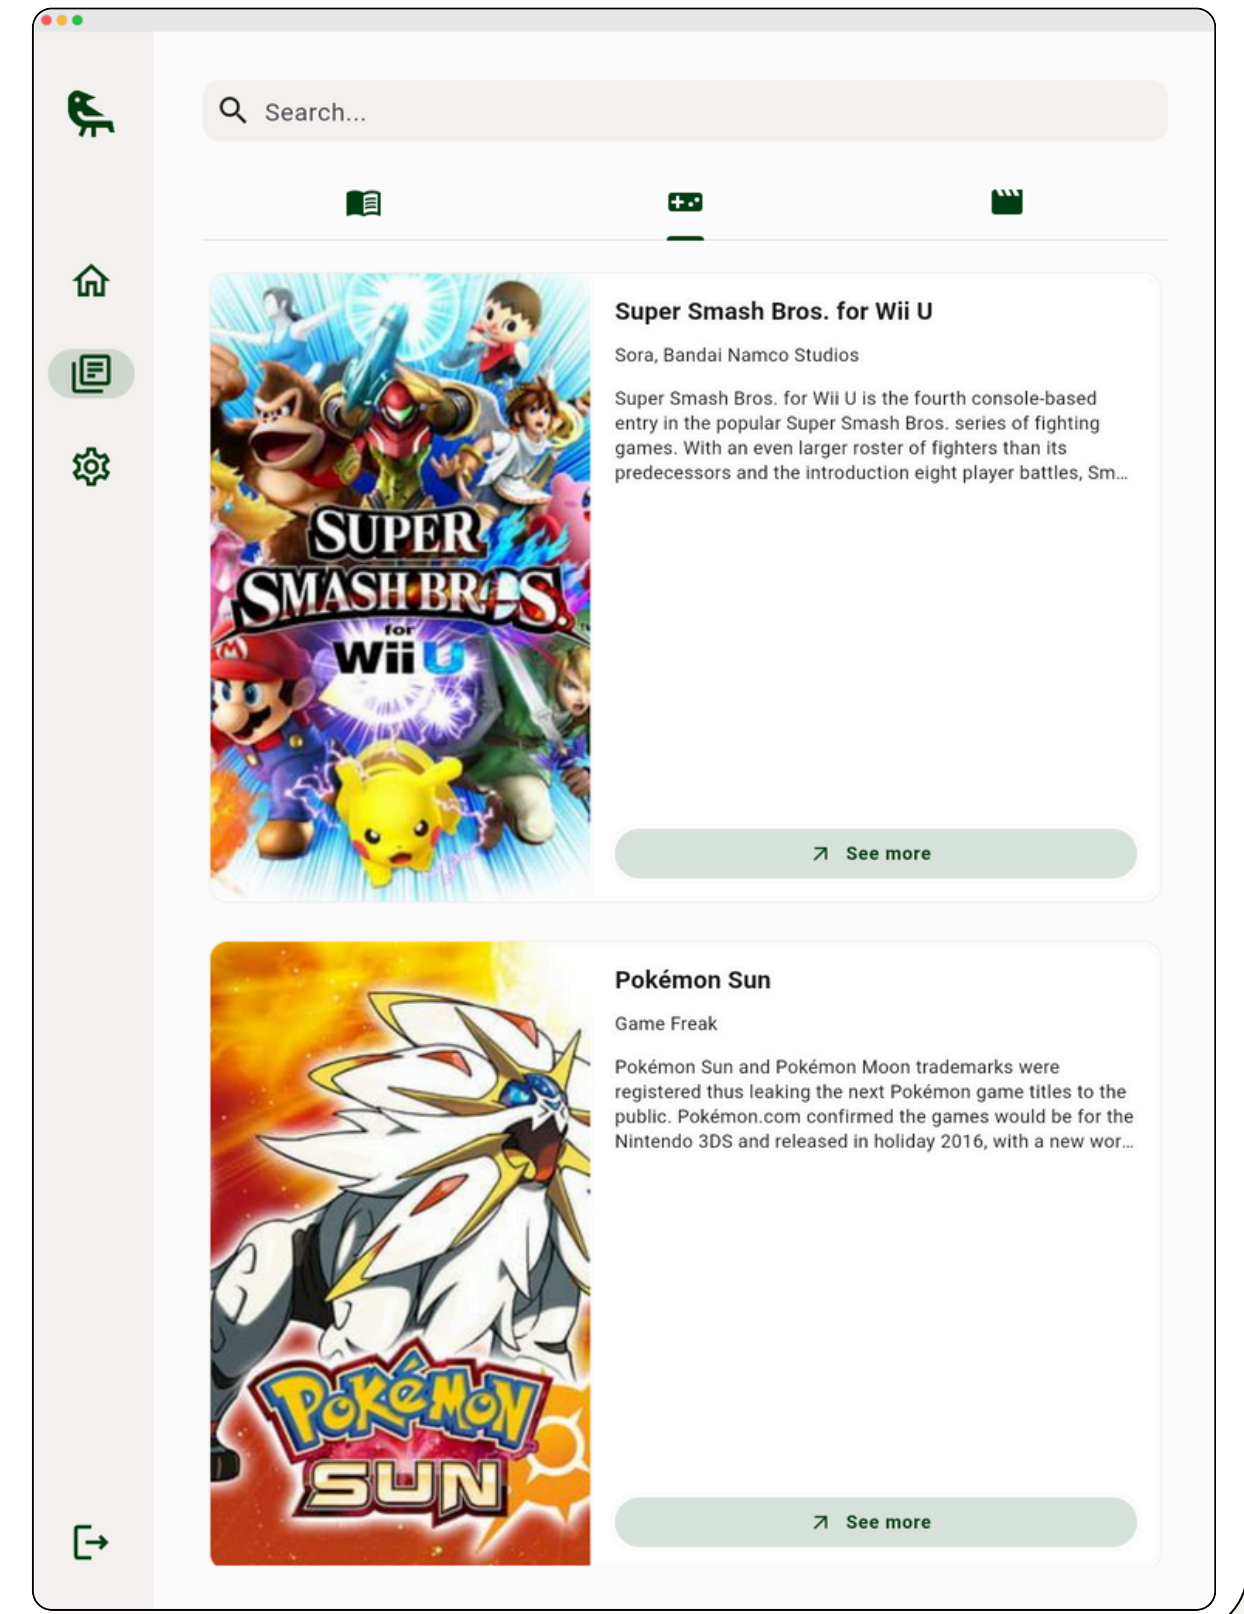 Search...
Super Smash Bros. for Wii U
Sora, Bandai Namco Studios
Super Smash Bros. for Wii U is the fourth console-based
entry in the popular Super Smash Bros. series of fighting
games. With an even larger roster of fighters than its
predecessors and the introduction eight player battles, Sm…
SUPER
SMASH BROS.
for
Wii U
TM
M
See more
Pokémon Sun
Game Freak
Pokémon Sun and Pokémon Moon trademarks were
registered thus leaking the next Pokémon game titles to the
public. Pokémon.com confirmed the games would be for the
Nintendo 3DS and released in holiday 2016, with a new wor…
POKéMON
SUN
See more